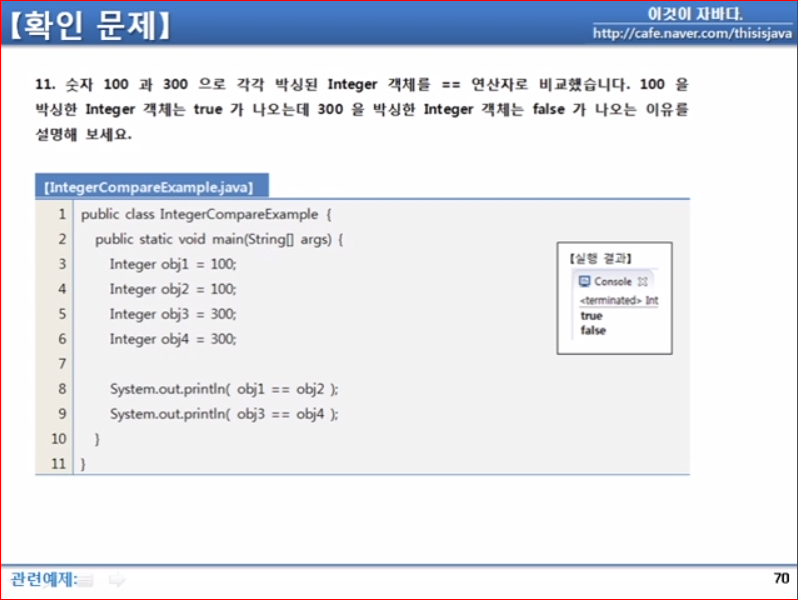 【확인 문제】
이것이 자바다.
http://cafe.naver.com/thisisjava
11. 숫자 100 과 300 으로 각각 박싱된 Integer 객체를 == 연산자로 비교했습니다. 100 을
박싱한 Integer 객체는 true 가 나오는데 300 을 박싱한 Integer 객체는 false 가 나오는 이유를
설명해 보세요.
[IntegerCompareExample.java]
1 public class IntegerCompareExample {
2 public static void main(String[] args) {
3 Integer obj1 = 100;
4 Integer obj2 = 100;
5 Integer obj3 = 300;
6 Integer obj4 = 300;
7
8 System.out.println( obj1 == obj2 );
9 System.out.println( obj3 == obj4 );
10 }
11 }
[실행 결과]
Console
<terminated> Int
true
false
관련예제:
70